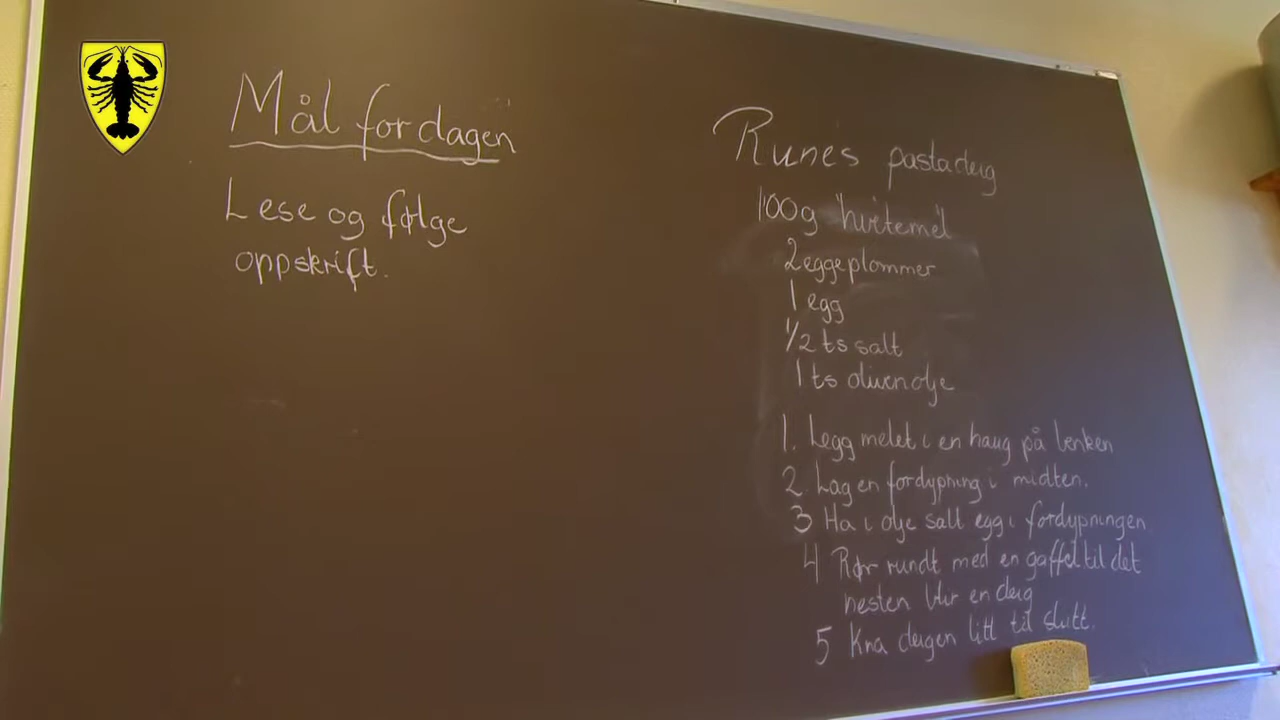 Mål for dagen
Lese og følge
oppskrift.
Runes pastadeig
100g hvitemel
2 eggeplommer
1 egg
1/2 ts salt
1 ts olivenolje
1. Legg melet i en haug på benken
2. Lag en fordypning i midten.
3 Ha i olje salt egg i fordypningen
4 Rør rundt med en gaffel til det
nesten blir en deig
5 Kna deigen litt til slutt.